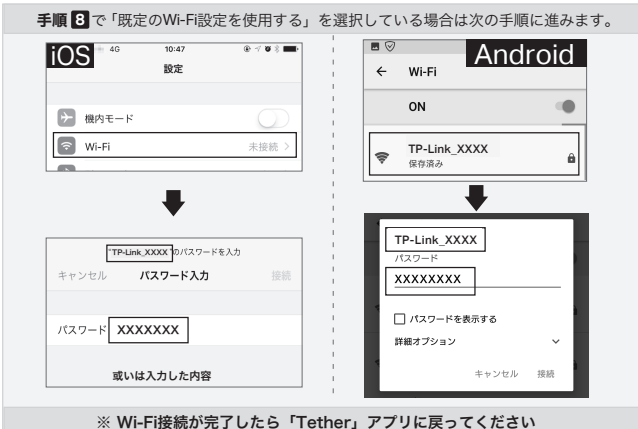 手順 8 で「既定のWi-Fi設定を使用する」を選択している場合は次の手順に進みます。
iOS
4G 10:47
設定
機内モード
Wi-Fi 未接続 >
Android
← Wi-Fi
ON
TP-Link_XXXX
保存済み
"TP-Link_XXXX"のパスワードを入力
キャンセル パスワード入力 接続
パスワード XXXXXXX
或いは入力した内容
TP-Link_XXXX
パスワード
XXXXXXXX
パスワードを表示する
詳細オプション
キャンセル 接続
※ Wi-Fi接続が完了したら「Tether」アプリに戻ってください